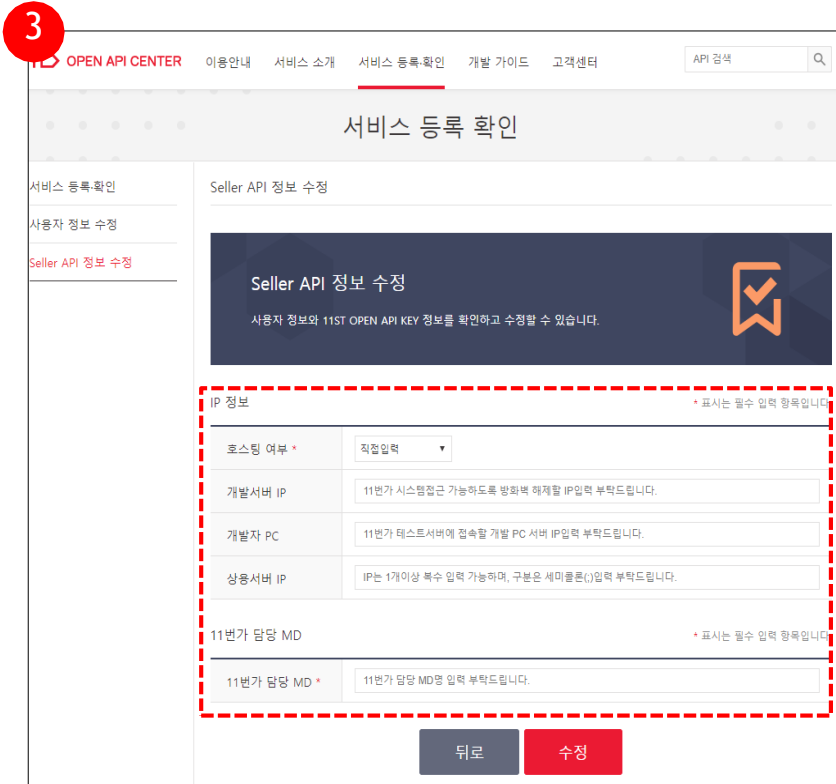 3
OPEN API CENTER 이용안내 서비스 소개 서비스 등록·확인 개발 가이드 고객센터 API 검색
서비스 등록 확인
서비스 등록·확인
사용자 정보 수정
Seller API 정보 수정
Seller API 정보 수정
Seller API 정보 수정
사용자 정보와 11ST OPEN API KEY 정보를 확인하고 수정할 수 있습니다.
IP 정보 * 표시는 필수 입력 항목입니다
호스팅 여부 * 직접입력
개발서버 IP 11번가 시스템접근 가능하도록 방화벽 해제할 IP입력 부탁드립니다.
개발자 PC 11번가 테스트서버에 접속할 개발 PC 서버 IP입력 부탁드립니다.
상용서버 IP IP는 1개이상 복수 입력 가능하며, 구분은 세미콜론(;)입력 부탁드립니다.
11번가 담당 MD * 표시는 필수 입력 항목입니다
11번가 담당 MD * 11번가 담당 MD명 입력 부탁드립니다.
뒤로 수정